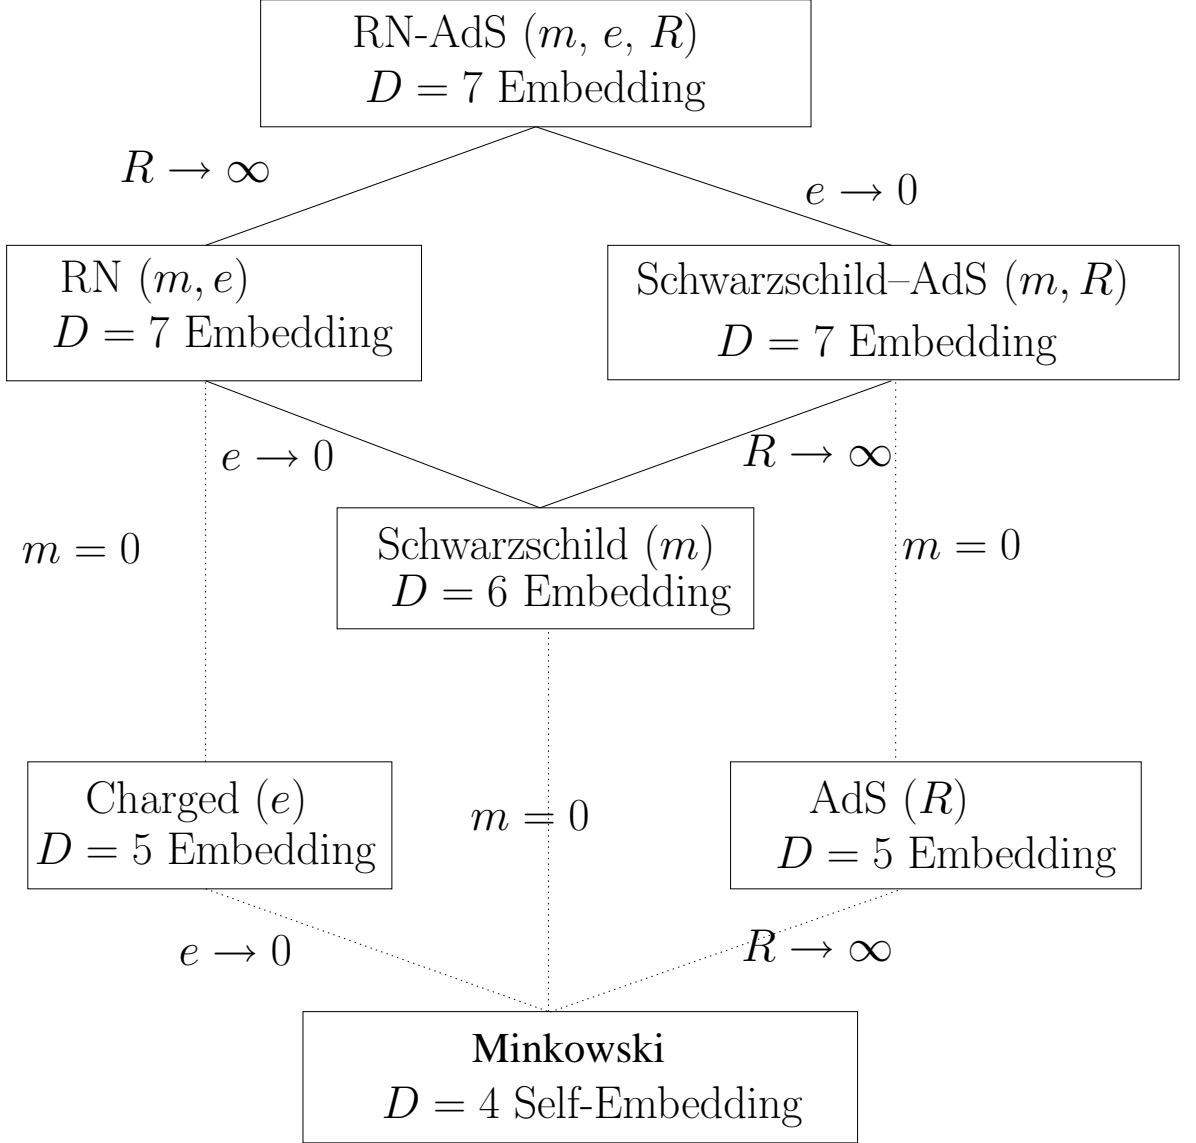 RN-AdS (m, e, R)
D = 7 Embedding
R → ∞
e → 0
RN (m, e)
D = 7 Embedding
Schwarzschild–AdS (m, R)
D = 7 Embedding
e → 0
R → ∞
m = 0
Schwarzschild (m)
D = 6 Embedding
m = 0
Charged (e)
D = 5 Embedding
m = 0
AdS (R)
D = 5 Embedding
e → 0
R → ∞
Minkowski
D = 4 Self-Embedding